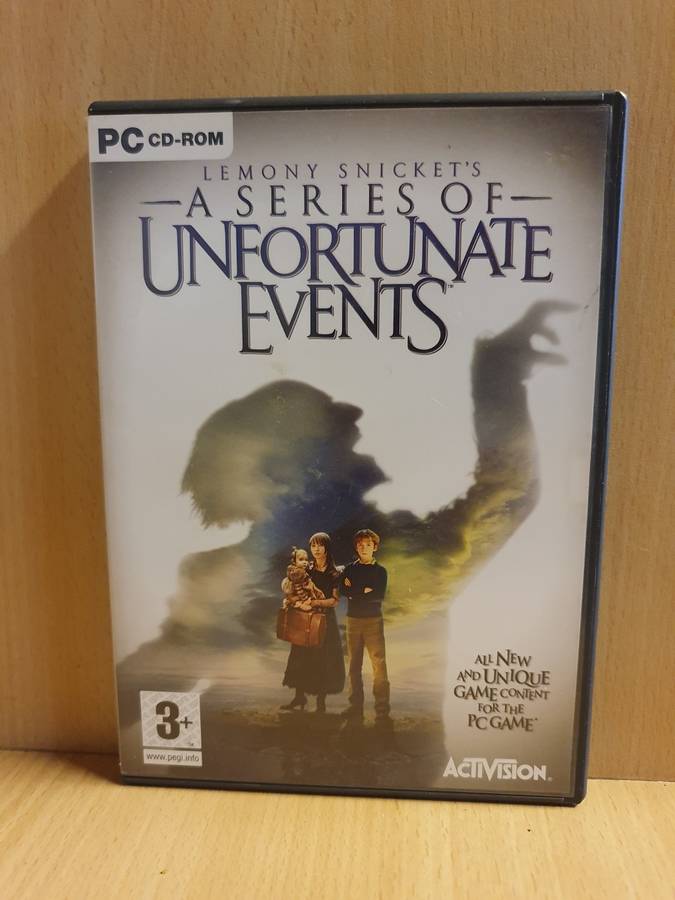 PC CD-ROM
LEMONY SNICKET'S
A SERIES OF
UNFORTUNATE
EVENTS™
ALL NEW
AND UNIQUE
GAME CONTENT
FOR THE
PC GAME*
3+
www.pegi.info
ACTIVISION®